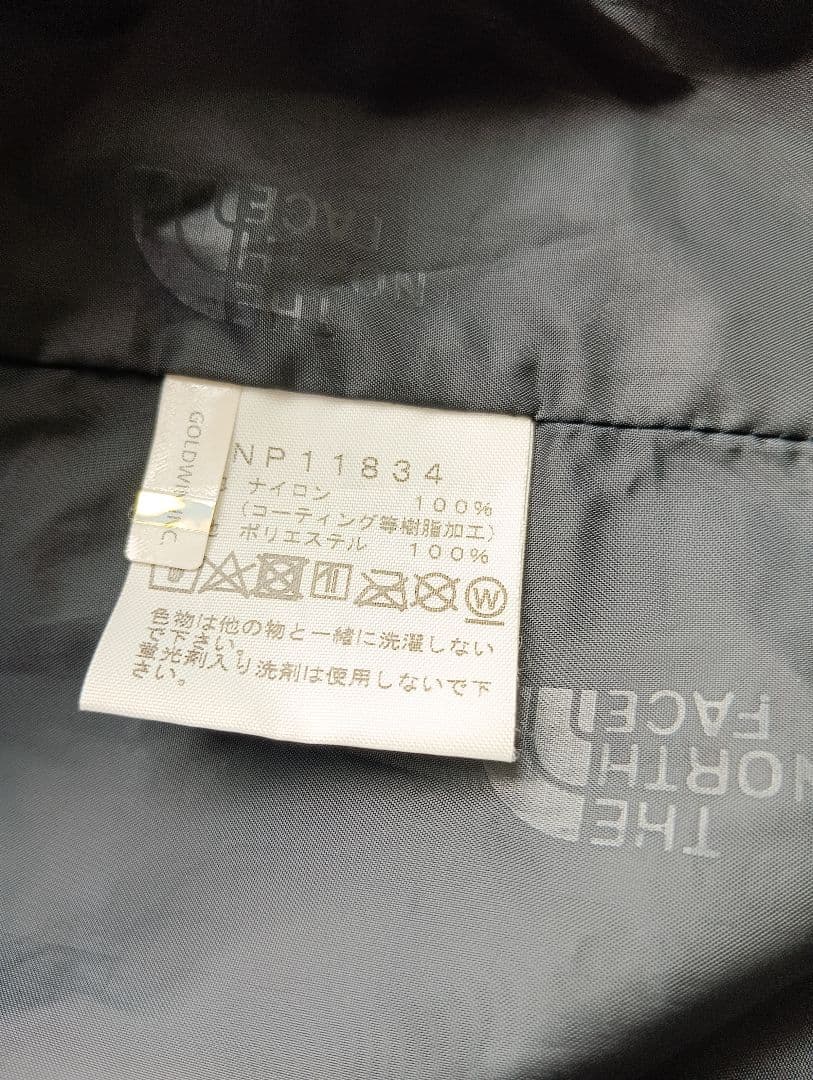 THE
NORTH
FACE
GOLDWIN INC.
NP11834
ナイロン 100%
(コーティング等樹脂加工)
ポリエステル 100%
W
色物は他の物と一緒に洗濯しない
で下さい。
蛍光剤入り洗剤は使用しないで下
さい。
THE
NORTH
FACE